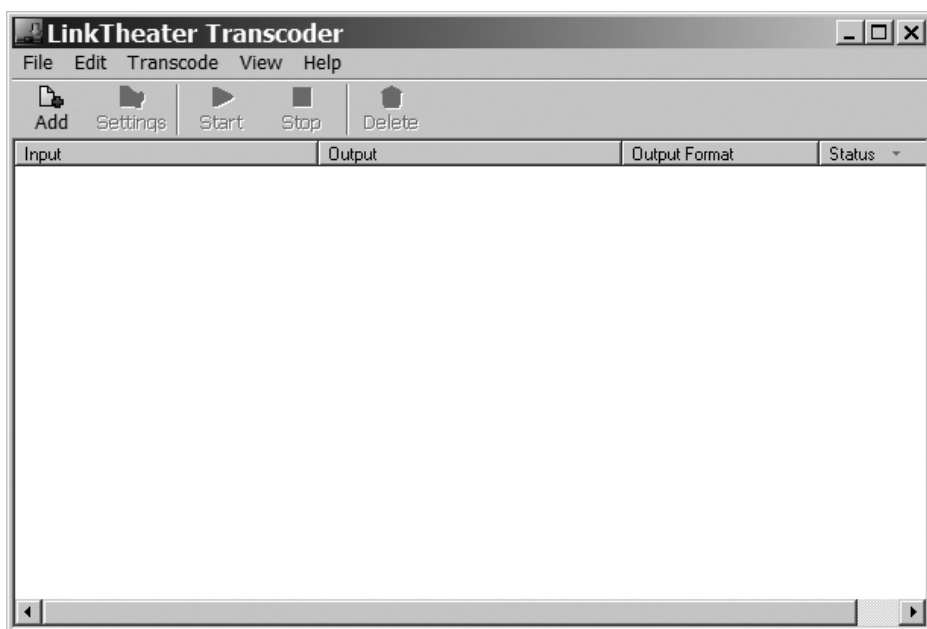 LinkTheater Transcoder
File Edit Transcode View Help
Add Settings Start Stop Delete
Input Output Output Format Status